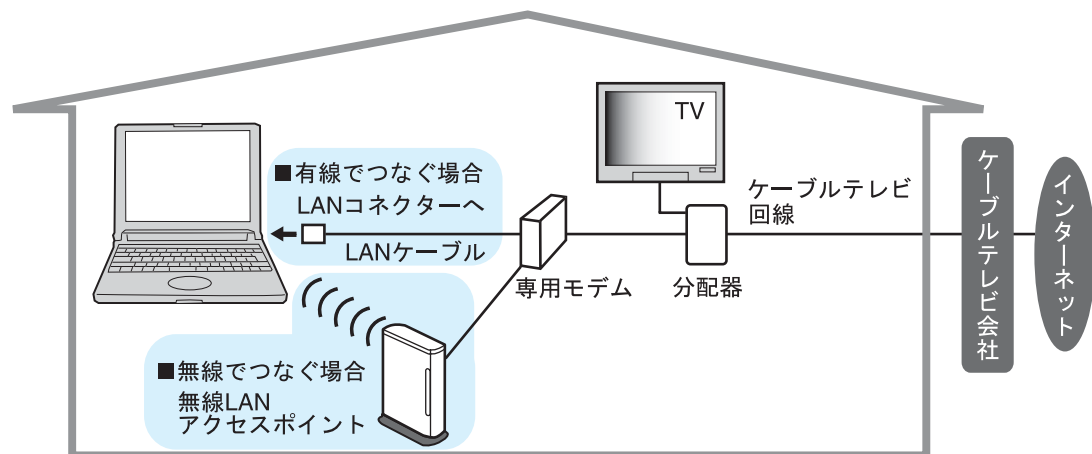 TV
■有線でつなぐ場合
LANコネクターへ
LANケーブル
ケーブルテレビ
回線
専用モデム
分配器
■無線でつなぐ場合
無線LAN
アクセスポイント
ケーブルテレビ会社
インターネット